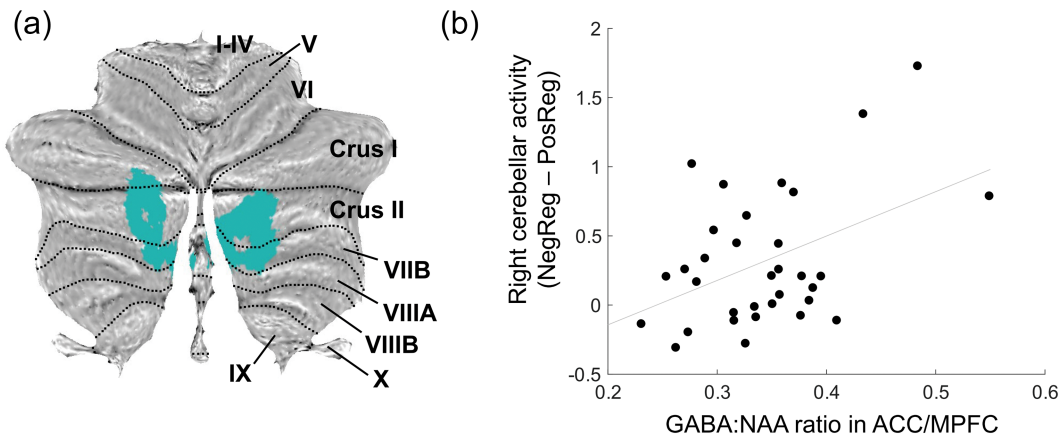 (a)
I-IV
V
VI
Crus I
Crus II
VIIB
VIIIA
VIIIB
IX
X
(b)
Right cerebellar activity
(NegReg – PosReg)
2
1.5
1
0.5
0
-0.5
0.2
0.3
0.4
0.5
0.6
GABA:NAA ratio in ACC/MPFC